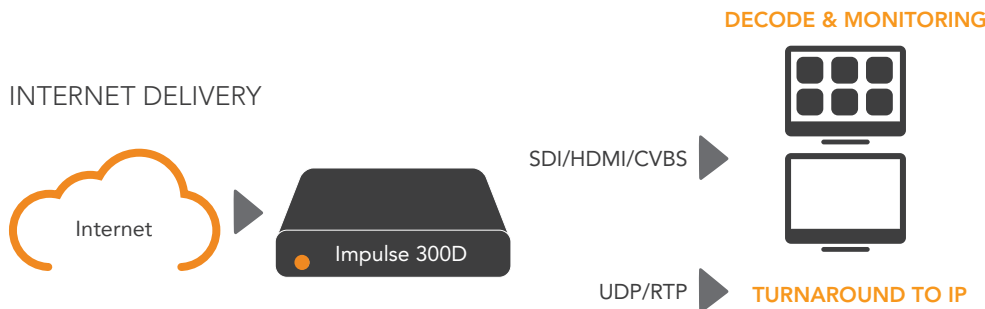 DECODE & MONITORING
INTERNET DELIVERY
SDI/HDMI/CVBS
Internet
Impulse 300D
UDP/RTP
TURNAROUND TO IP